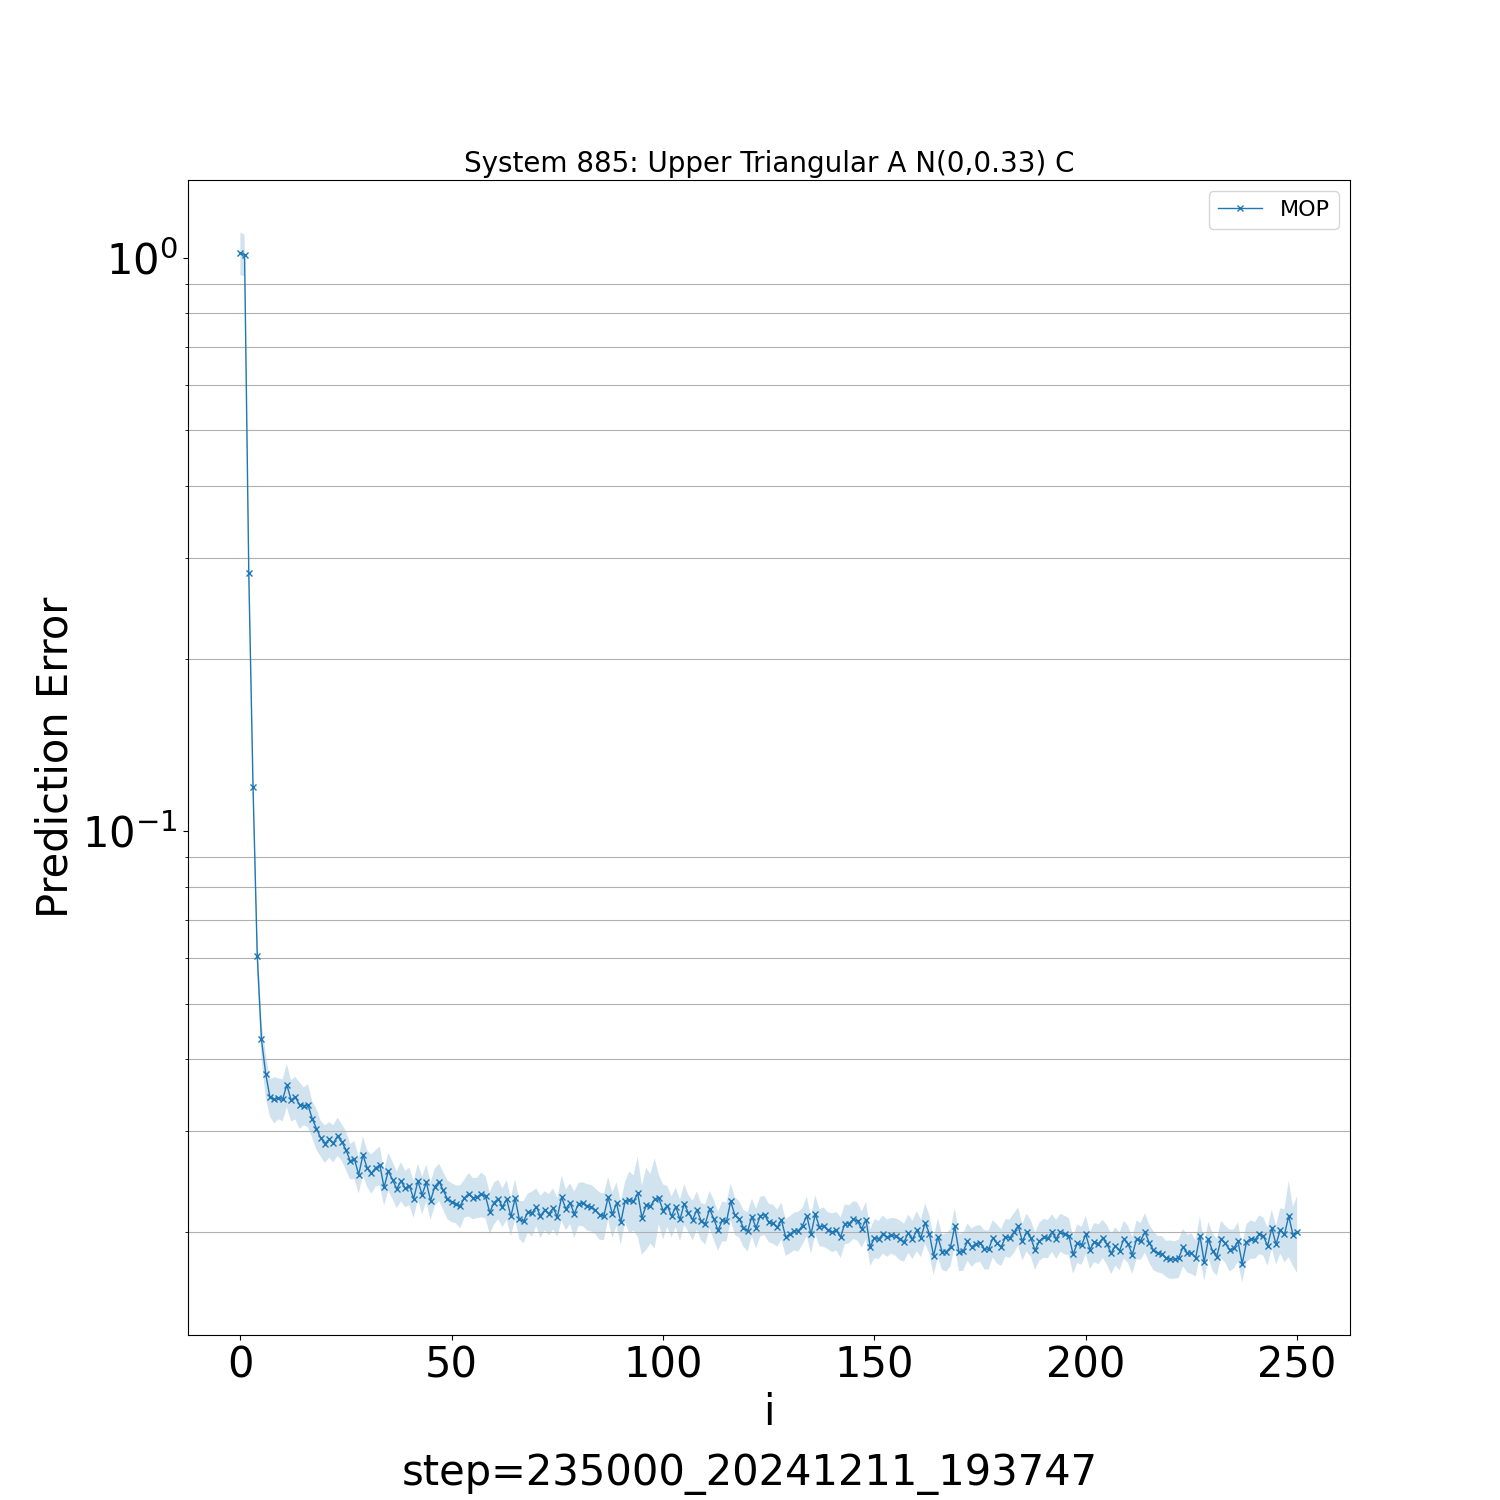 System 885: Upper Triangular A N(0,0.33) C
MOP
10⁰
10⁻¹
Prediction Error
0 50 100 150 200 250
i
step=235000_20241211_193747